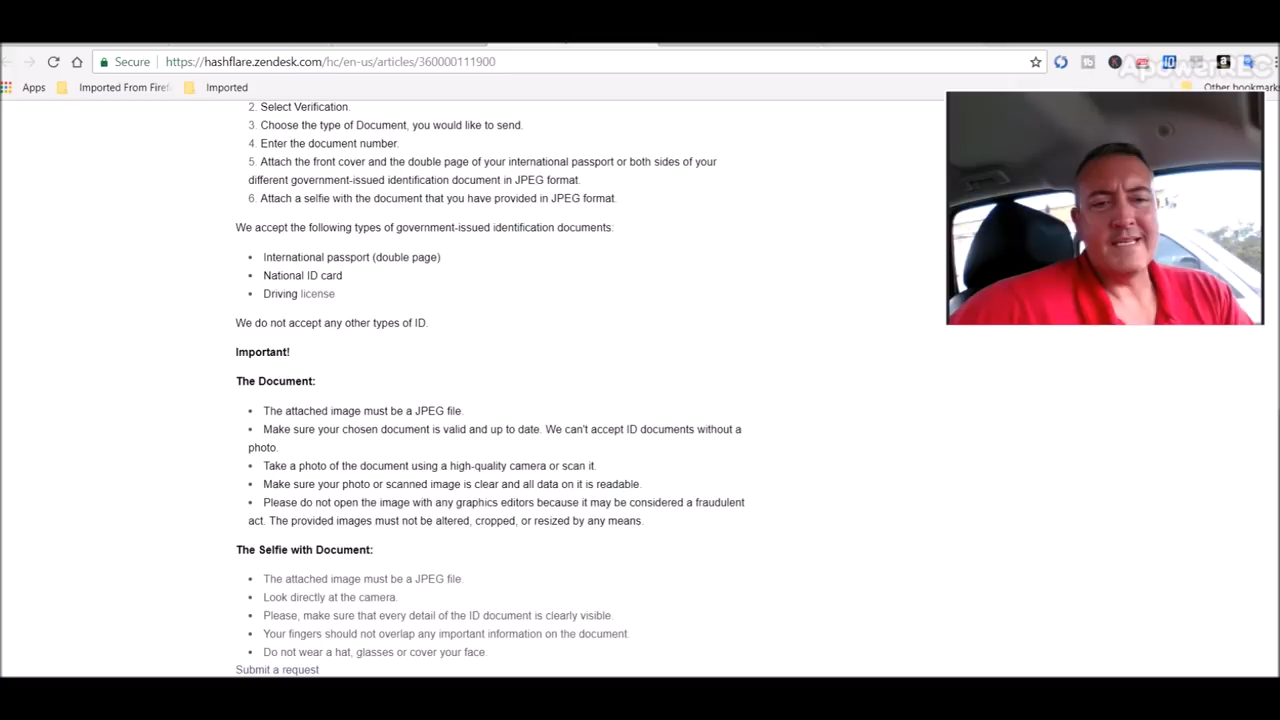 ApowerREC
Secure https://hashflare.zendesk.com/hc/en-us/articles/360000111900
Apps Imported From Firef Imported Other bookmark
2. Select Verification.
3. Choose the type of Document, you would like to send.
4. Enter the document number.
5. Attach the front cover and the double page of your international passport or both sides of your
different government-issued identification document in JPEG format.
6. Attach a selfie with the document that you have provided in JPEG format.
We accept the following types of government-issued identification documents:
• International passport (double page)
• National ID card
• Driving license
We do not accept any other types of ID.
Important!
The Document:
• The attached image must be a JPEG file.
• Make sure your chosen document is valid and up to date. We can't accept ID documents without a
photo.
• Take a photo of the document using a high-quality camera or scan it.
• Make sure your photo or scanned image is clear and all data on it is readable.
• Please do not open the image with any graphics editors because it may be considered a fraudulent
act. The provided images must not be altered, cropped, or resized by any means.
The Selfie with Document:
• The attached image must be a JPEG file.
• Look directly at the camera.
• Please, make sure that every detail of the ID document is clearly visible.
• Your fingers should not overlap any important information on the document.
• Do not wear a hat, glasses or cover your face.
Submit a request